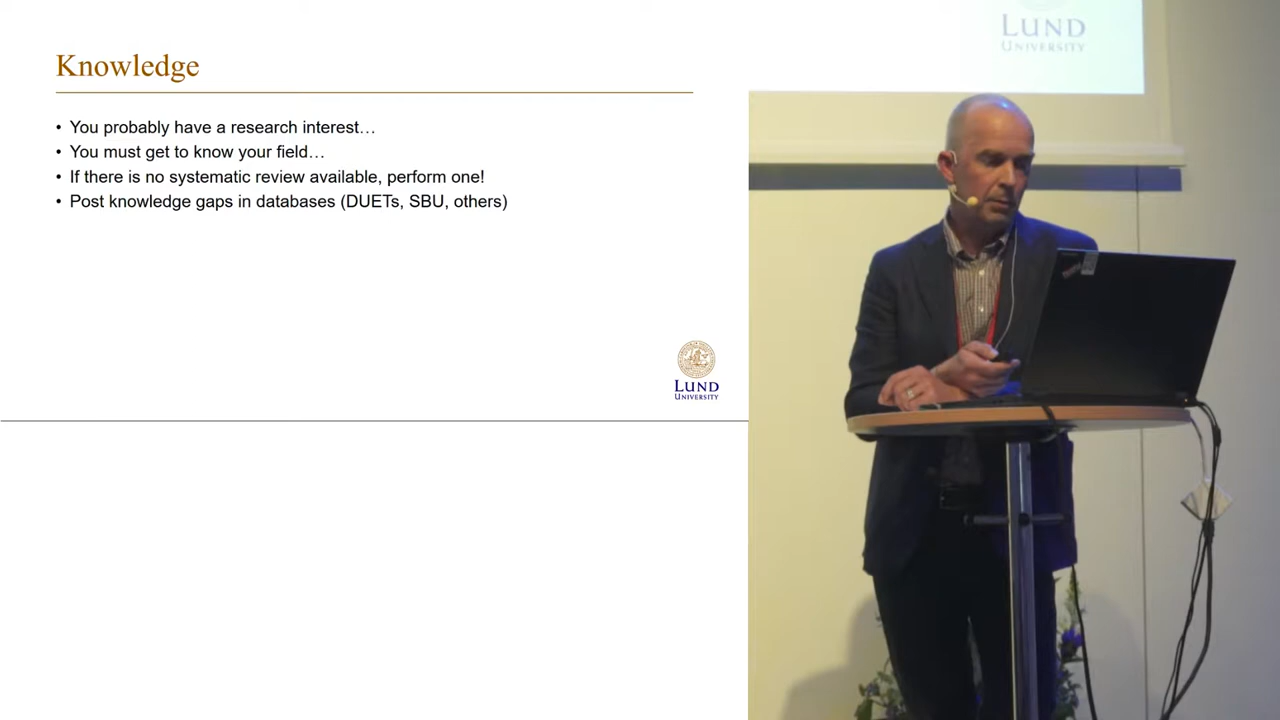 Knowledge
• You probably have a research interest…
• You must get to know your field…
• If there is no systematic review available, perform one!
• Post knowledge gaps in databases (DUETs, SBU, others)
LUND
UNIVERSITY
LUND
UNIVERSITY